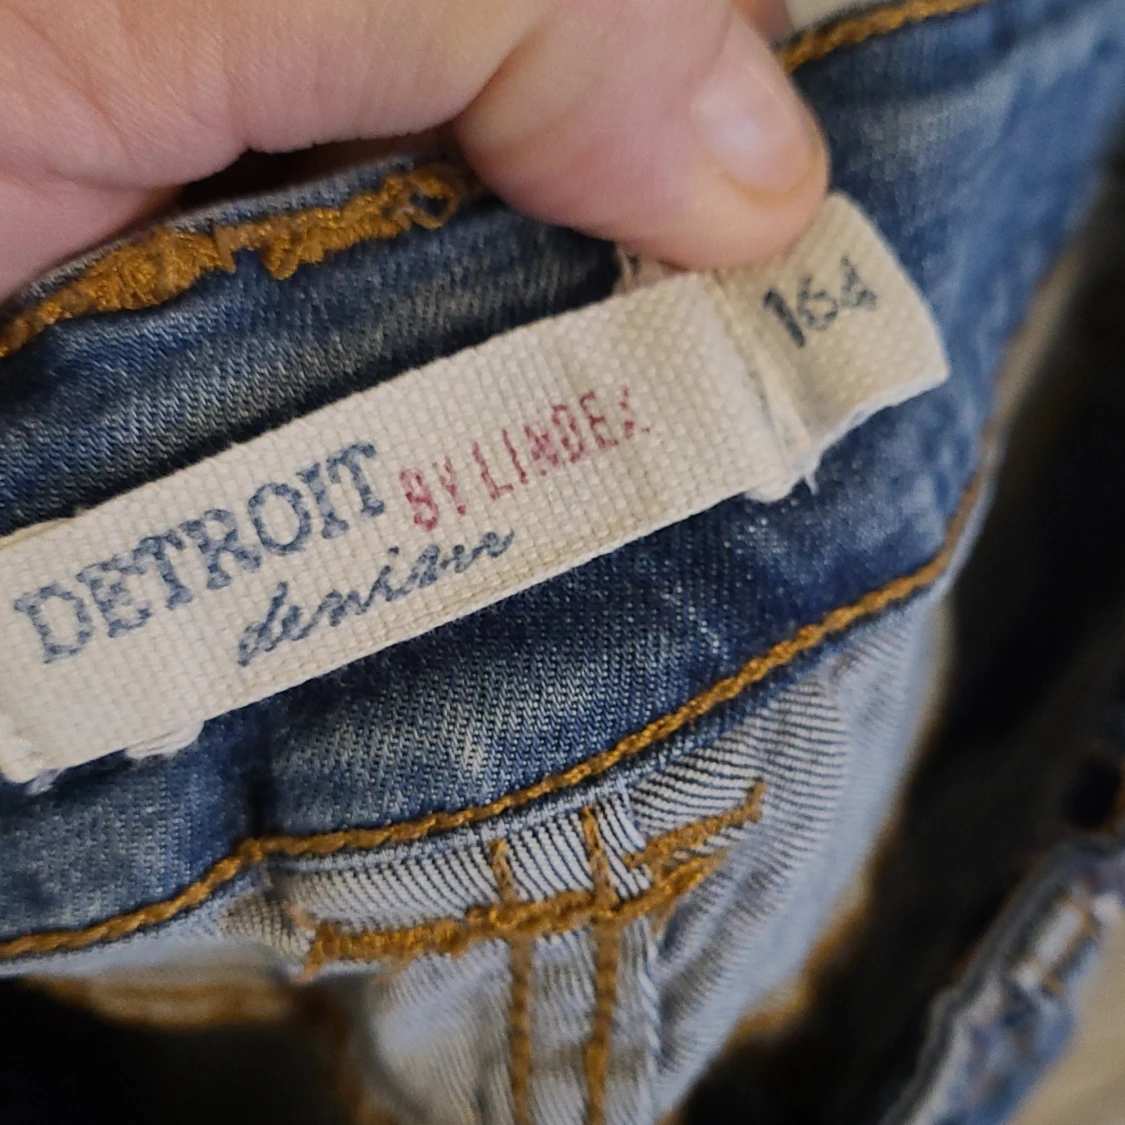 DETROIT BY LINDEX
denim
164